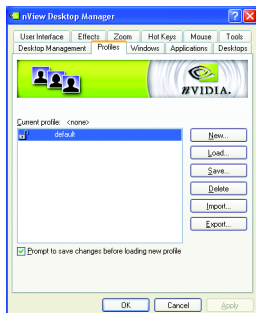 nView Desktop Manager
User Interface Effects Zoom Hot Keys Mouse Tools
Desktop Management Profiles Windows Applications Desktops
NVIDIA.
Current profile: <none>
default
New...
Load...
Save...
Delete
Import...
Export...
Prompt to save changes before loading new profile
OK Cancel Apply